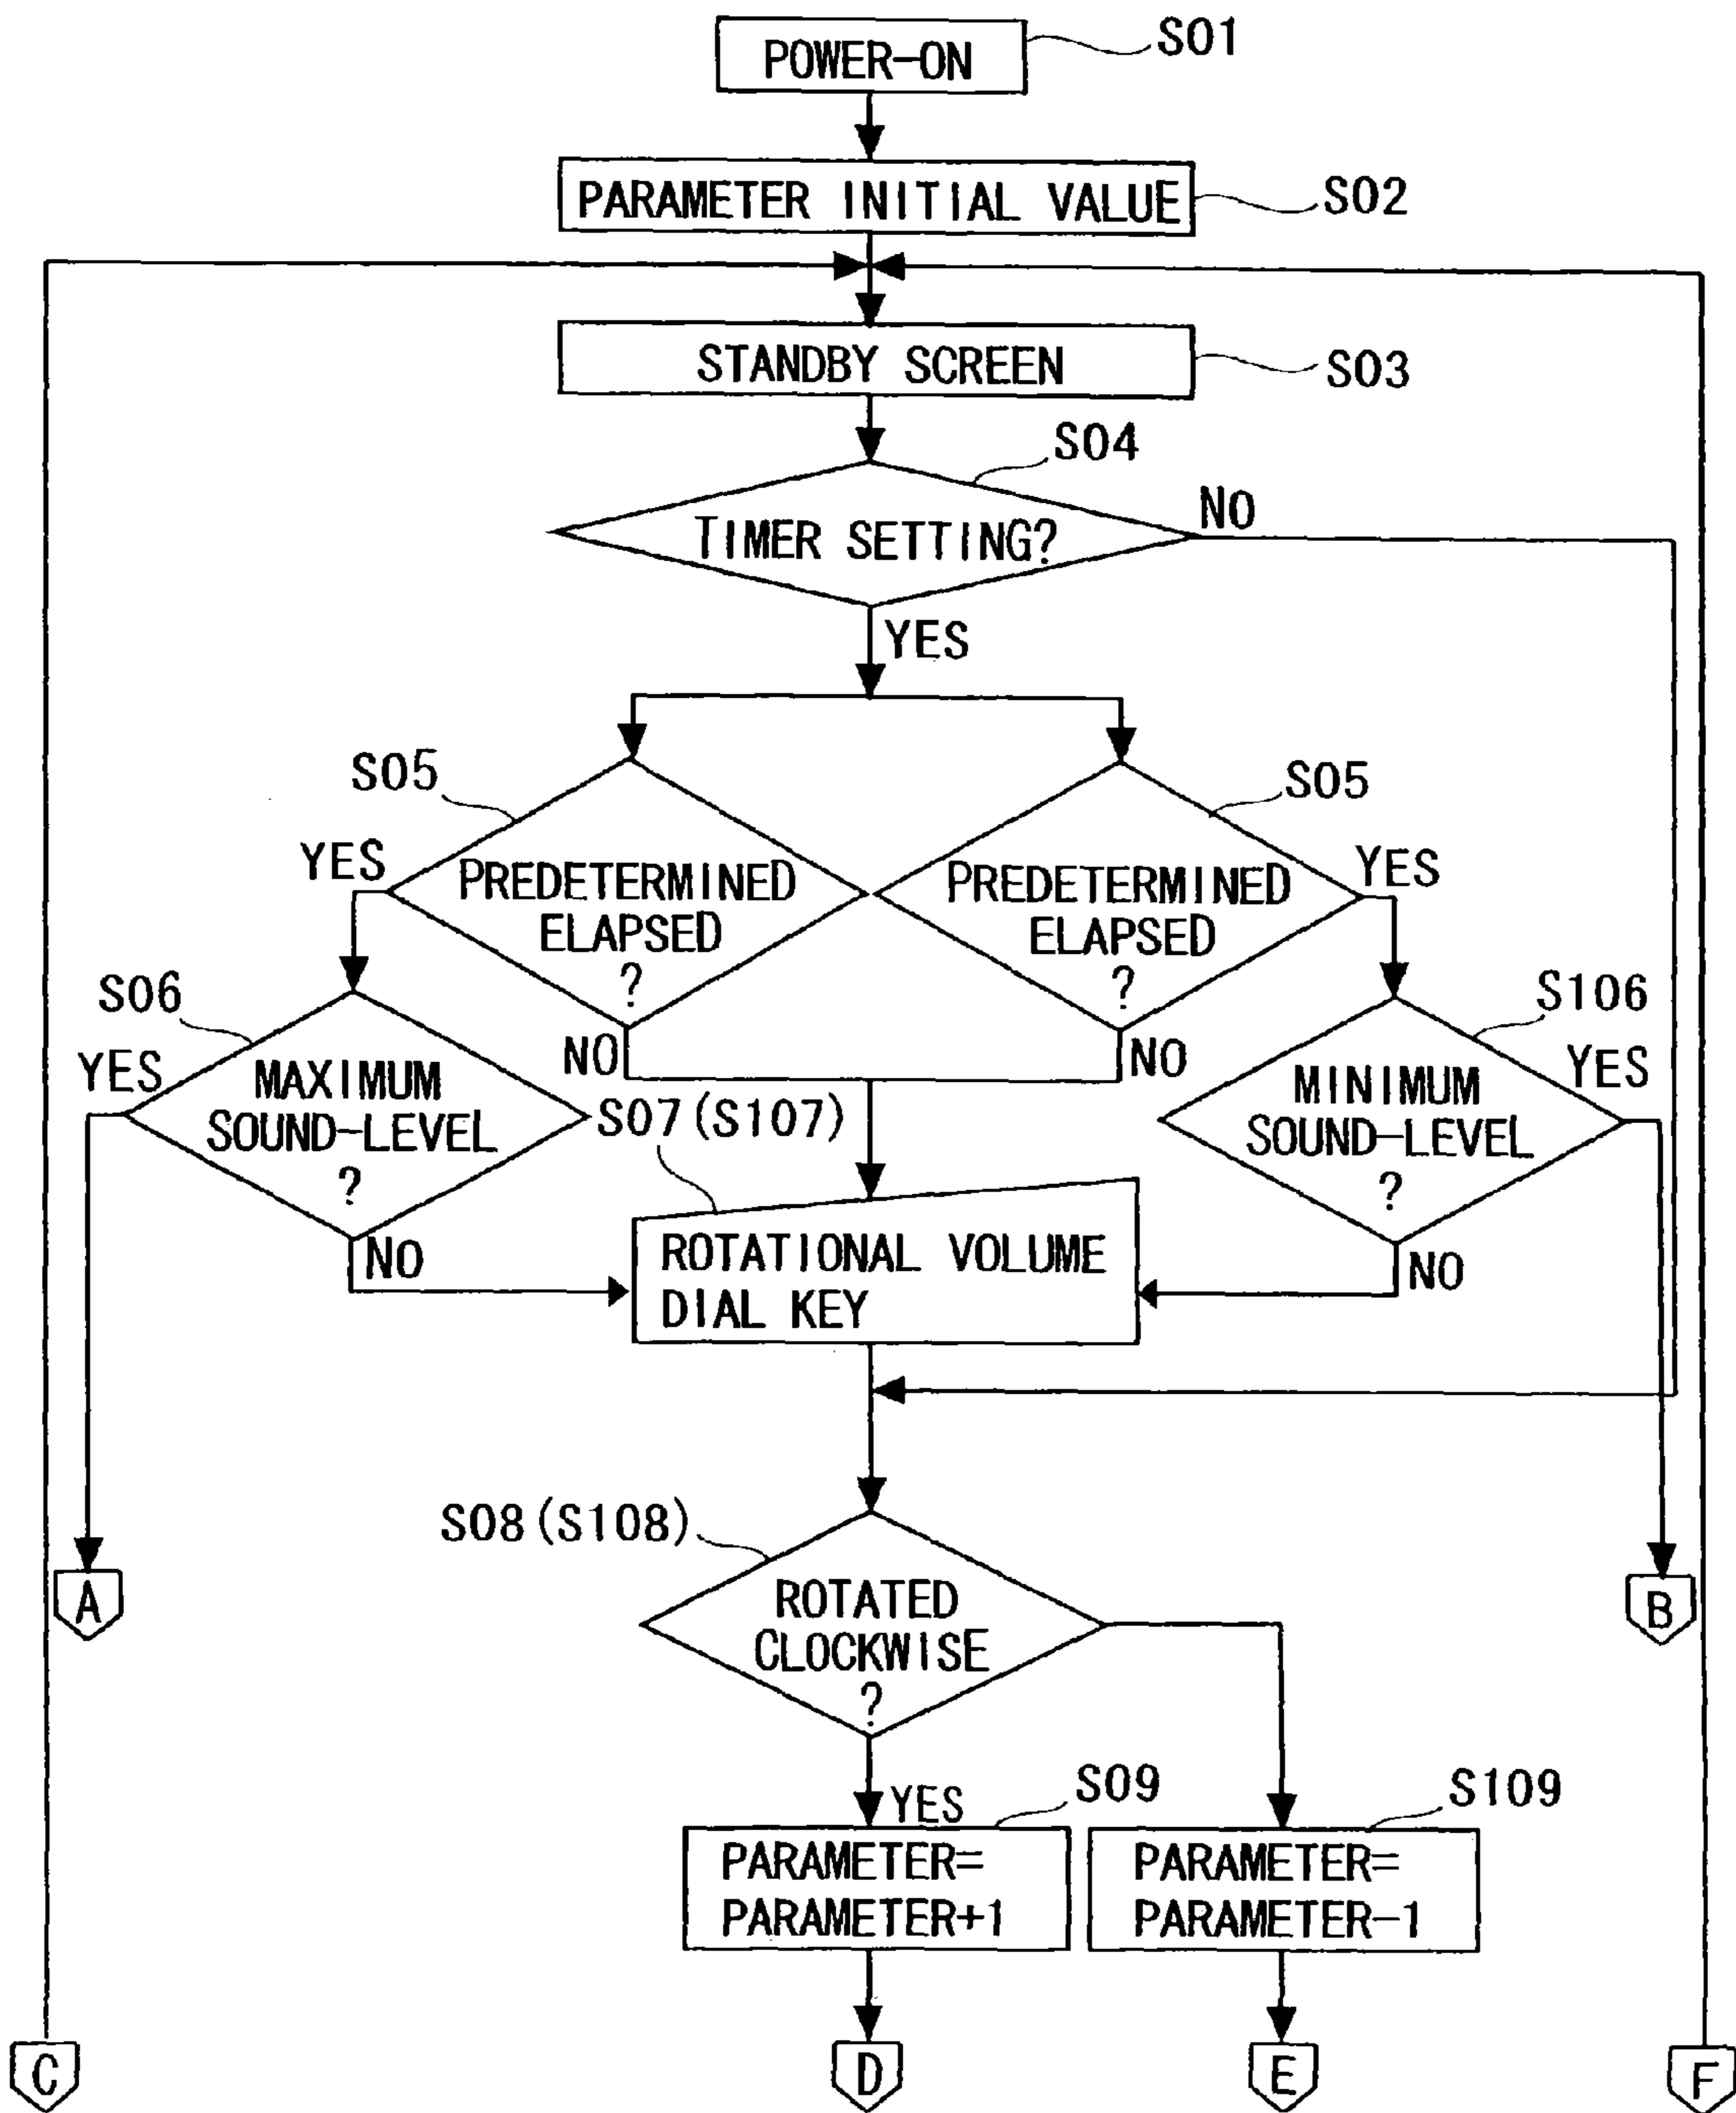 POWER-ON
S01
PARAMETER INITIAL VALUE
S02
STANDBY SCREEN
S03
S04
TIMER SETTING?
NO
YES
S05
S05
YES
PREDETERMINED
ELAPSED
?
PREDETERMINED
ELAPSED
?
YES
S06
S106
YES
MAXIMUM
SOUND-LEVEL
?
NO
NO
MINIMUM
SOUND-LEVEL
?
YES
S07(S107)
NO
ROTATIONAL VOLUME
DIAL KEY
NO
S08(S108)
A
ROTATED
CLOCKWISE
?
B
YES
S09
S109
PARAMETER=
PARAMETER+1
PARAMETER=
PARAMETER-1
C
D
E
F